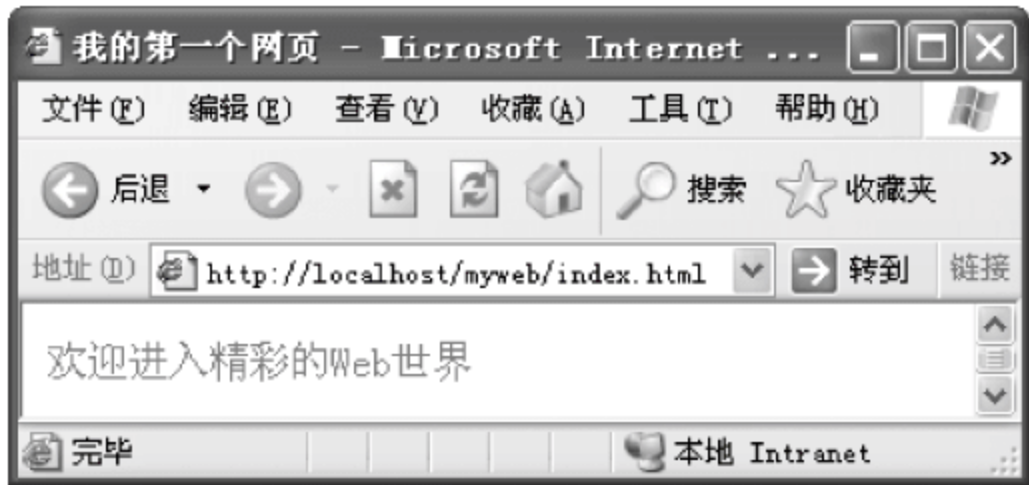 我的第一个网页 - Microsoft Internet ...
文件(F) 编辑(E) 查看(V) 收藏(A) 工具(T) 帮助(H)
后退 搜索 收藏夹 »
地址(D) http://localhost/myweb/index.html 转到 链接
欢迎进入精彩的Web世界
完毕 本地 Intranet